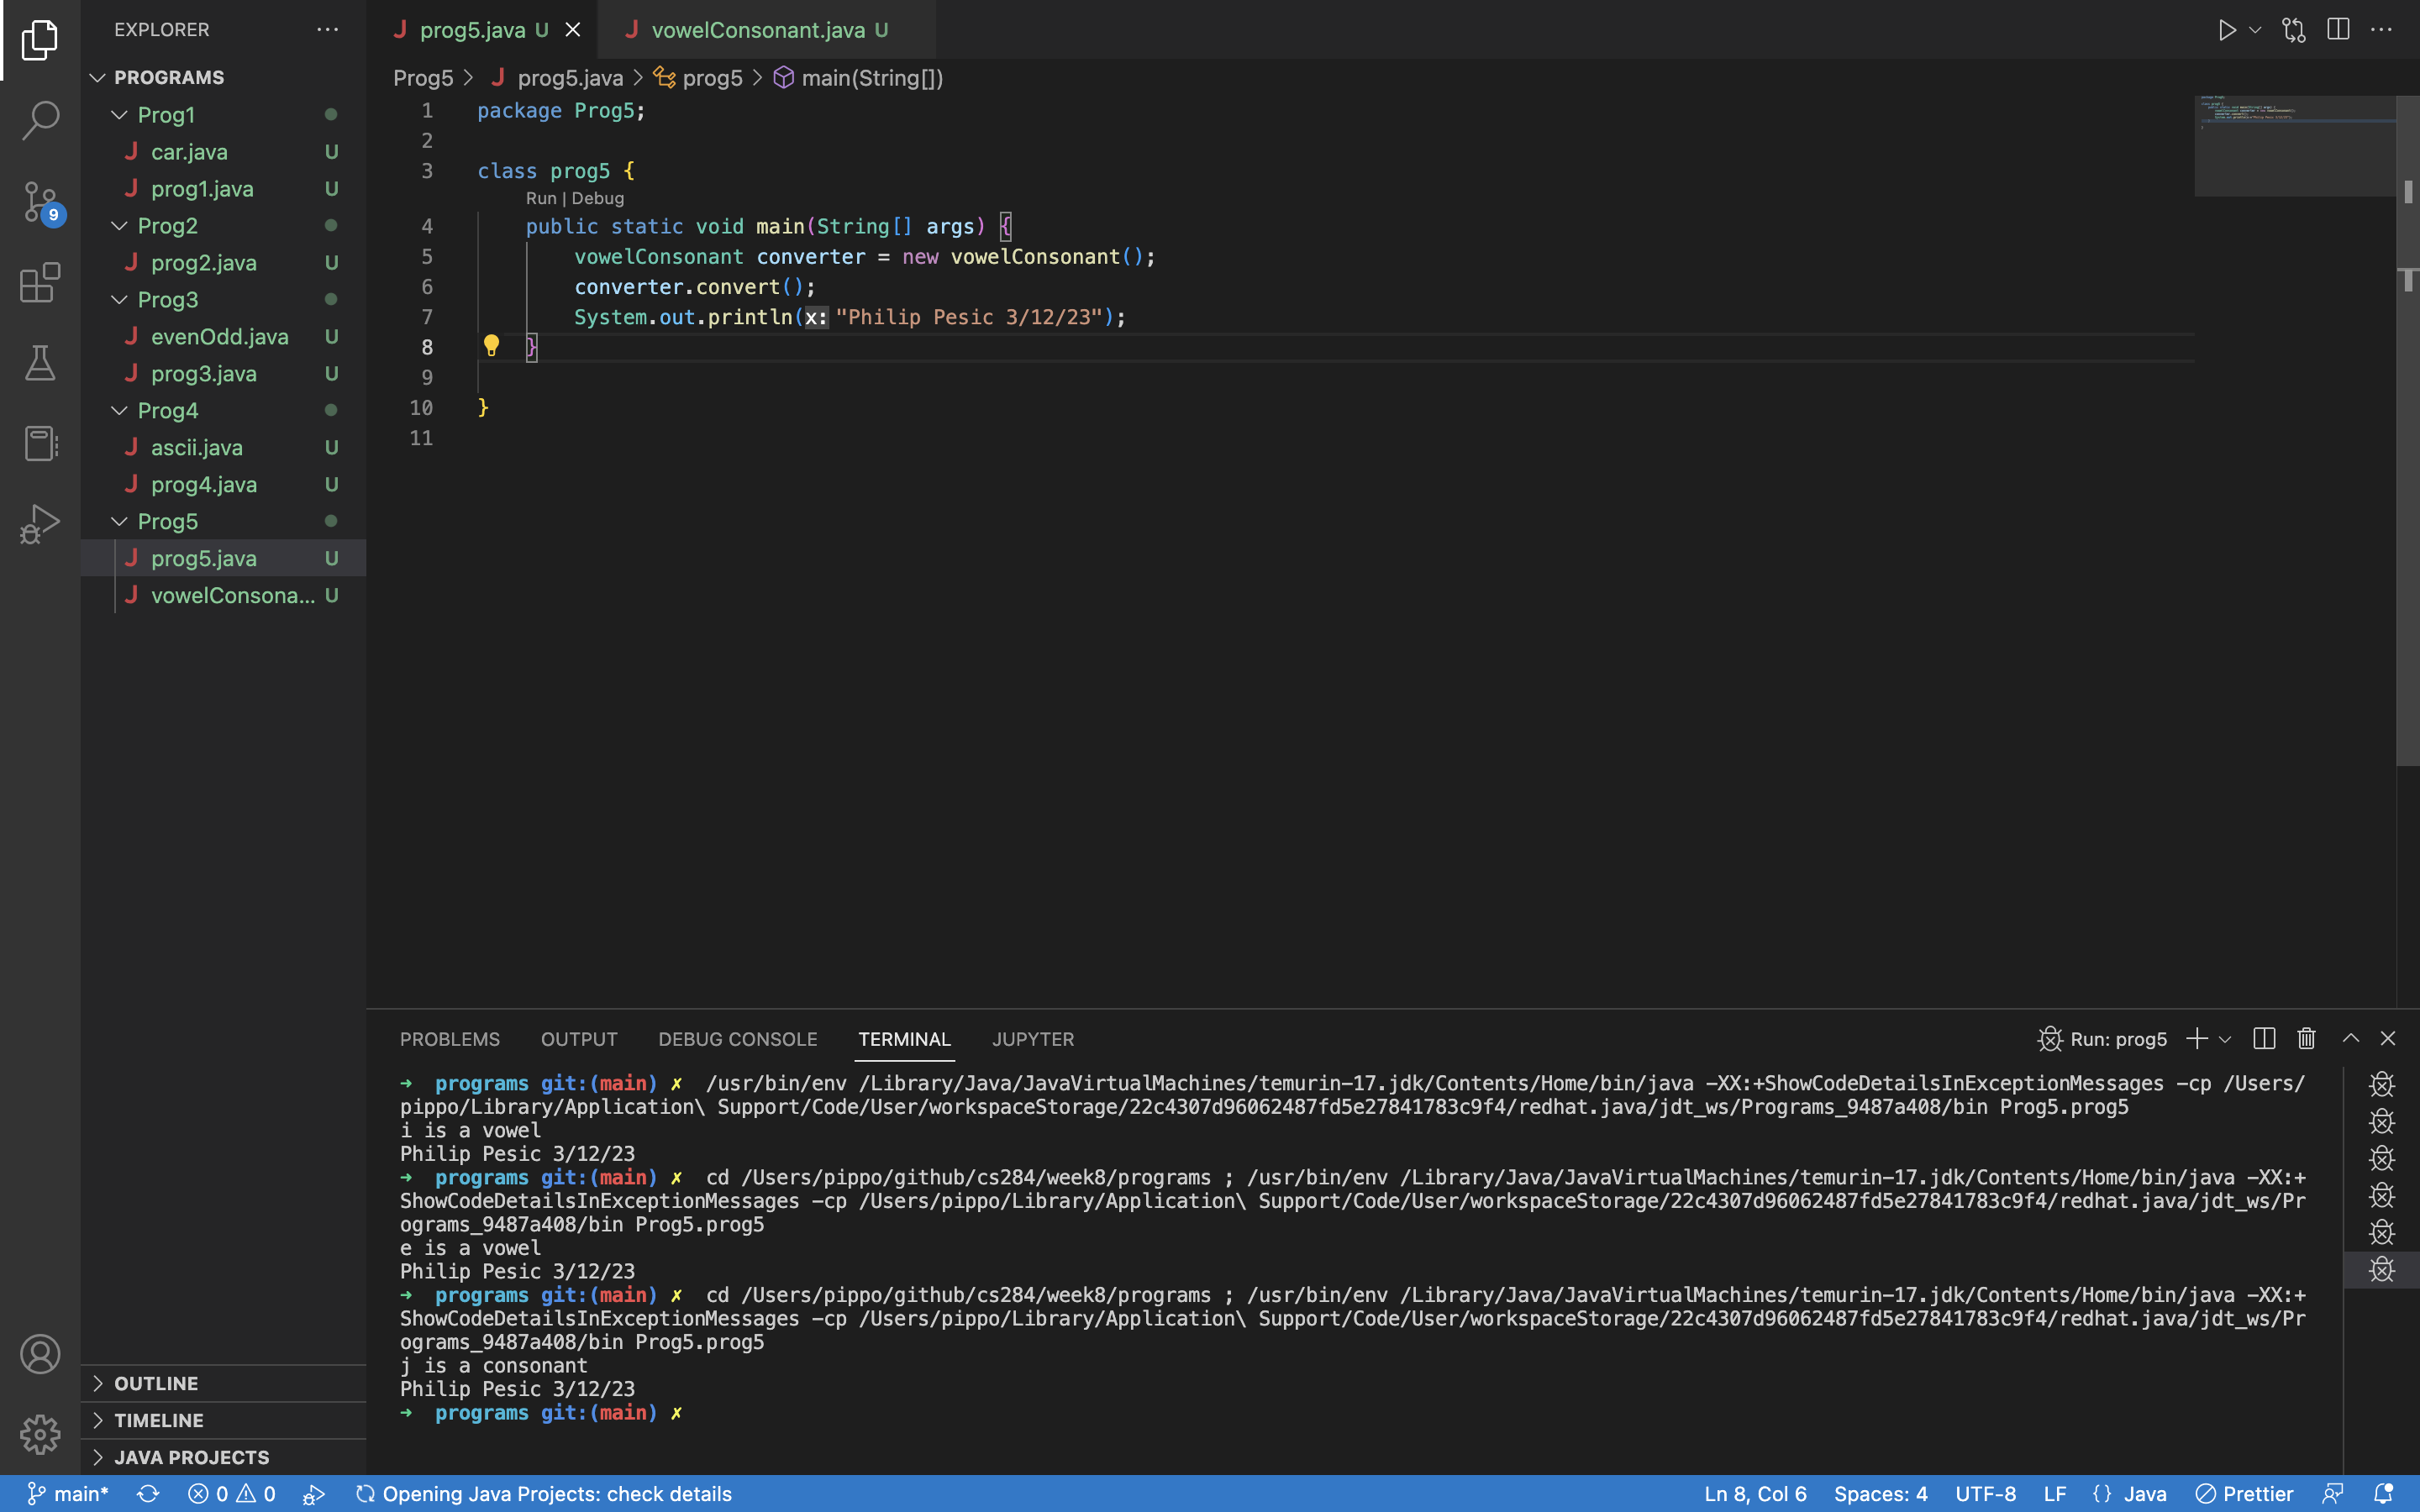 EXPLORER
PROGRAMS
Prog1
car.java U
prog1.java U
Prog2
prog2.java U
Prog3
evenOdd.java U
prog3.java U
Prog4
ascii.java U
prog4.java U
Prog5
prog5.java U
vowelConsona... U
9
OUTLINE
TIMELINE
JAVA PROJECTS
prog5.java U
vowelConsonant.java U
Prog5 > prog5.java > prog5 > main(String[])
1 package Prog5;
2
3 class prog5 {
Run | Debug
4 public static void main(String[] args) {
5 vowelConsonant converter = new vowelConsonant();
6 converter.convert();
7 System.out.println(x: "Philip Pesic 3/12/23");
8 }
9
10 }
11
PROBLEMS OUTPUT DEBUG CONSOLE TERMINAL JUPYTER
Run: prog5
➜ programs git:(main) ✗ /usr/bin/env /Library/Java/JavaVirtualMachines/temurin-17.jdk/Contents/Home/bin/java -XX:+ShowCodeDetailsInExceptionMessages -cp /Users/
pippo/Library/Application\ Support/Code/User/workspaceStorage/22c4307d96062487fd5e27841783c9f4/redhat.java/jdt_ws/Programs_9487a408/bin Prog5.prog5
i is a vowel
Philip Pesic 3/12/23
➜ programs git:(main) ✗ cd /Users/pippo/github/cs284/week8/programs ; /usr/bin/env /Library/Java/JavaVirtualMachines/temurin-17.jdk/Contents/Home/bin/java -XX:+
ShowCodeDetailsInExceptionMessages -cp /Users/pippo/Library/Application\ Support/Code/User/workspaceStorage/22c4307d96062487fd5e27841783c9f4/redhat.java/jdt_ws/Pr
ograms_9487a408/bin Prog5.prog5
e is a vowel
Philip Pesic 3/12/23
➜ programs git:(main) ✗ cd /Users/pippo/github/cs284/week8/programs ; /usr/bin/env /Library/Java/JavaVirtualMachines/temurin-17.jdk/Contents/Home/bin/java -XX:+
ShowCodeDetailsInExceptionMessages -cp /Users/pippo/Library/Application\ Support/Code/User/workspaceStorage/22c4307d96062487fd5e27841783c9f4/redhat.java/jdt_ws/Pr
ograms_9487a408/bin Prog5.prog5
j is a consonant
Philip Pesic 3/12/23
➜ programs git:(main) ✗
main* 0 0 Opening Java Projects: check details Ln 8, Col 6 Spaces: 4 UTF-8 LF {} Java Prettier